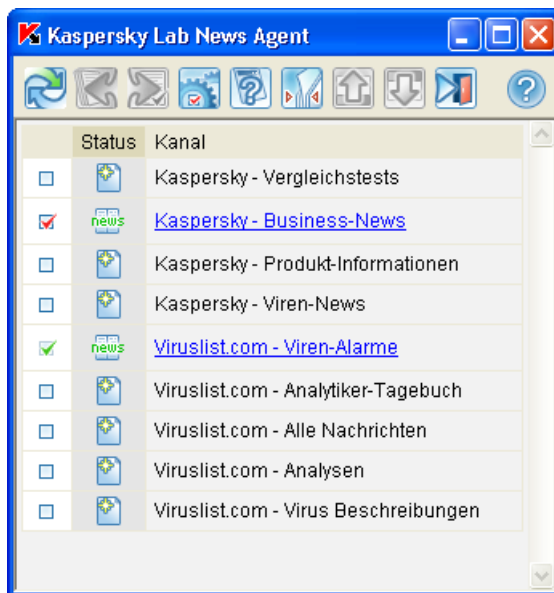 Kaspersky Lab News Agent
Status Kanal
Kaspersky - Vergleichstests
news Kaspersky - Business-News
Kaspersky - Produkt-Informationen
Kaspersky - Viren-News
news Viruslist.com - Viren-Alarme
Viruslist.com - Analytiker-Tagebuch
Viruslist.com - Alle Nachrichten
Viruslist.com - Analysen
Viruslist.com - Virus Beschreibungen